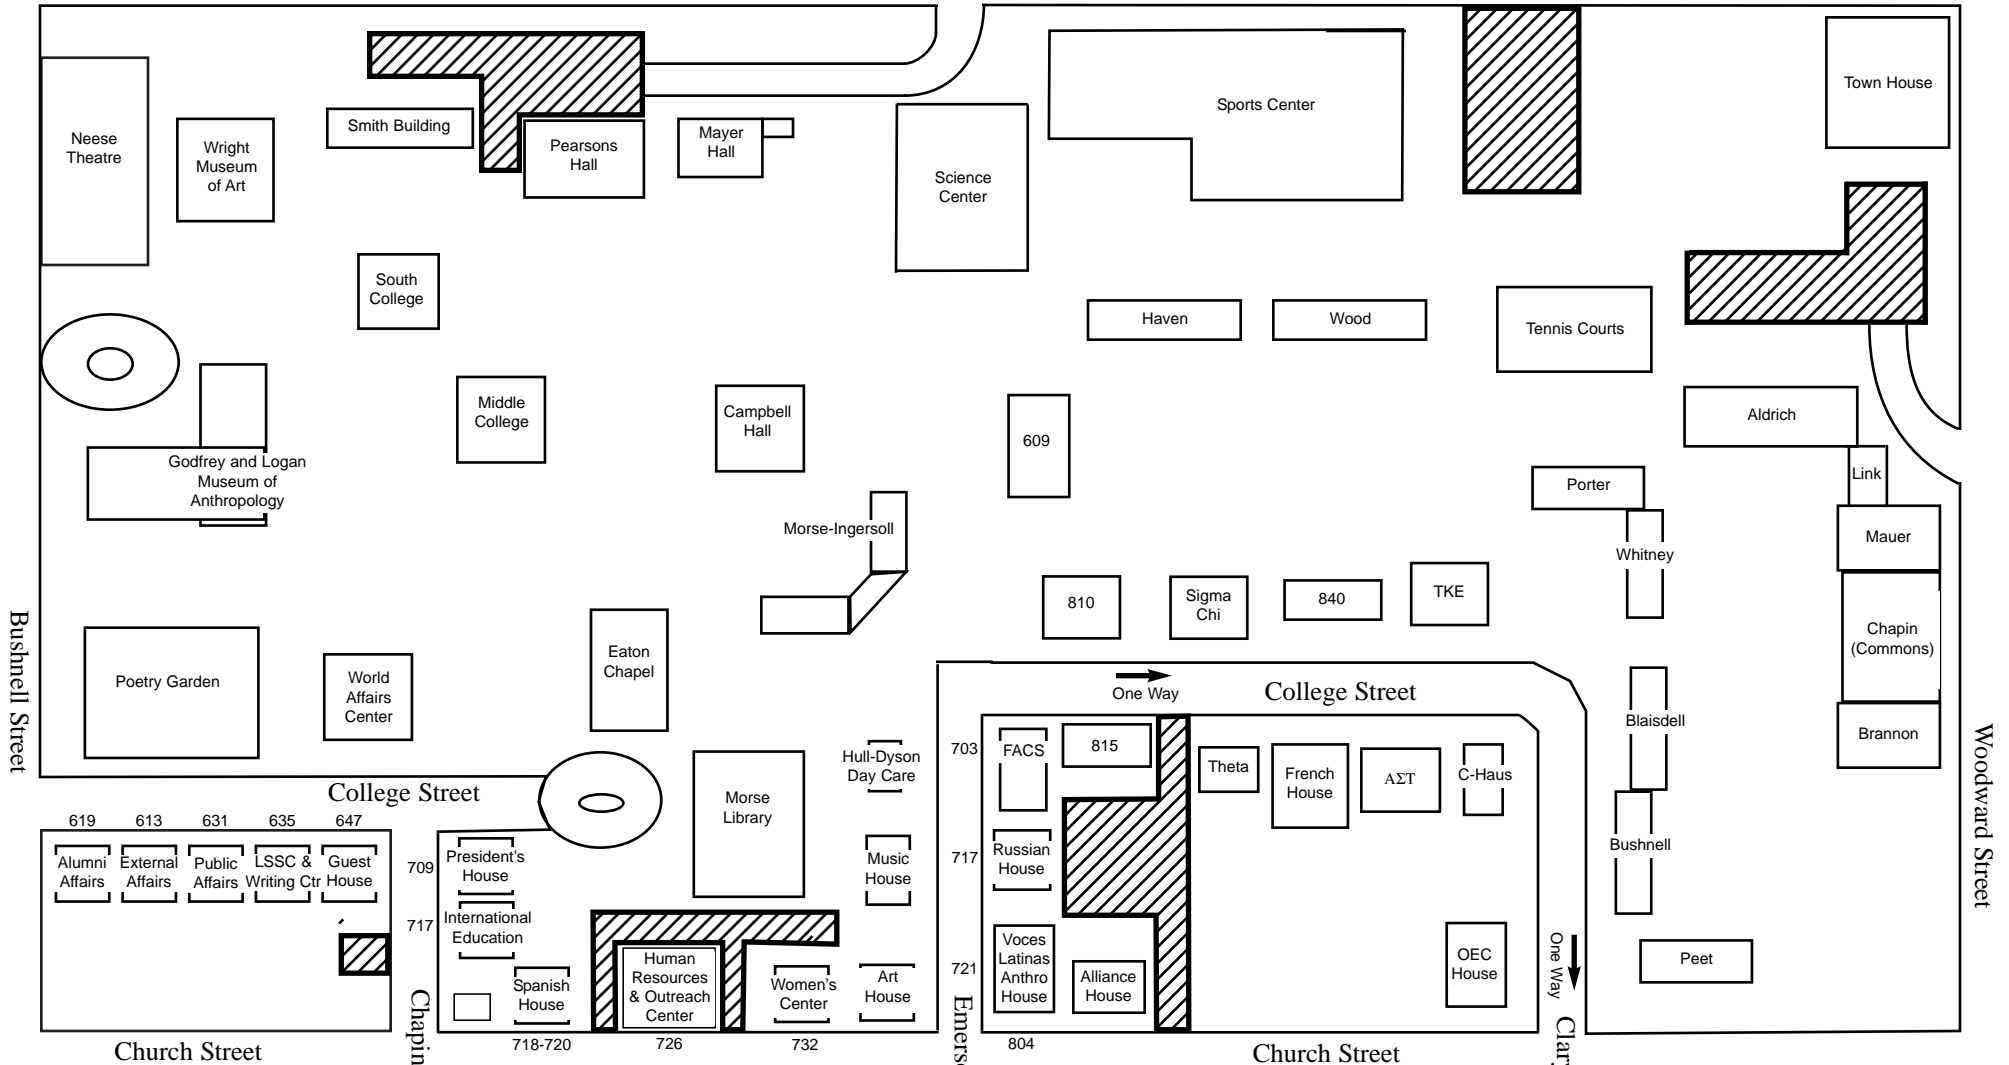 Neese
Theatre
Wright
Museum
of Art
Smith Building
Pearsons
Hall
Mayer
Hall
Science
Center
Sports Center
Town House
South
College
Haven
Wood
Tennis Courts
Middle
College
Campbell
Hall
609
Aldrich
Link
Godfrey and Logan
Museum of
Anthropology
Porter
Morse-Ingersoll
Whitney
Mauer
810
Sigma
Chi
840
TKE
Chapin
(Commons)
Bushnell Street
Poetry Garden
World
Affairs
Center
Eaton
Chapel
One Way
College Street
Blaisdell
Brannon
Woodward Street
College Street
Hull-Dyson
Day Care
Morse
Library
703
FACS
815
Theta
French
House
ΑΣΤ
C-Haus
619
613
631
635
647
Alumni
Affairs
External
Affairs
Public
Affairs
LSSC &
Writing Ctr
Guest
House
709
President's
House
Music
House
717
Russian
House
Bushnell
717
International
Education
Spanish
House
Human
Resources
& Outreach
Center
Women's
Center
Art
House
721
Voces
Latinas
Anthro
House
Alliance
House
OEC
House
One Way
Peet
Church Street
Chapin
718-720
726
732
Emers
804
Church Street
Clar